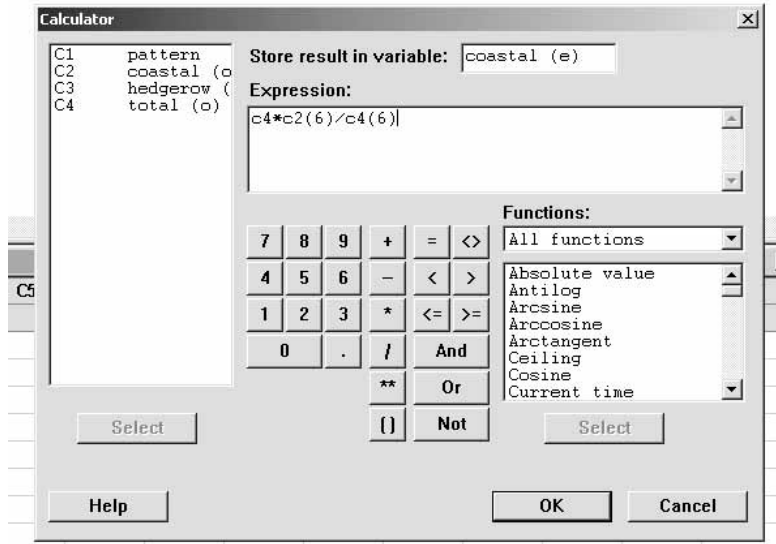 Calculator
C1 pattern
C2 coastal (o
C3 hedgerow (
C4 total (o)
Store result in variable: coastal (e)
Expression:
c4*c2(6)/c4(6)
Functions:
All functions
7 8 9 + = <>
4 5 6 - < >
1 2 3 * <= >=
0 . / And
** Or
() Not
Absolute value
Antilog
Arcsine
Arccosine
Arctangent
Ceiling
Cosine
Current time
Select
Select
Help
OK
Cancel
C5